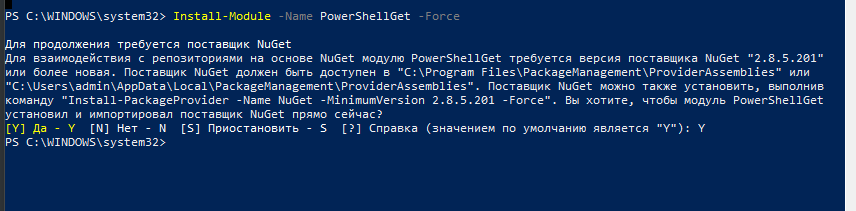 PS C:\WINDOWS\system32> Install-Module -Name PowerShellGet -Force
Для продолжения требуется поставщик NuGet
Для взаимодействия с репозиториями на основе NuGet модулю PowerShellGet требуется версия поставщика NuGet "2.8.5.201"
или более новая. Поставщик NuGet должен быть доступен в "C:\Program Files\PackageManagement\ProviderAssemblies" или
"C:\Users\admin\AppData\Local\PackageManagement\ProviderAssemblies". Поставщик NuGet можно также установить, выполнив
команду "Install-PackageProvider -Name NuGet -MinimumVersion 2.8.5.201 -Force". Вы хотите, чтобы модуль PowerShellGet
установил и импортировал поставщик NuGet прямо сейчас?
[Y] Да - Y  [N] Нет - N  [S] Приостановить - S  [?] Справка (значением по умолчанию является "Y"): Y
PS C:\WINDOWS\system32>